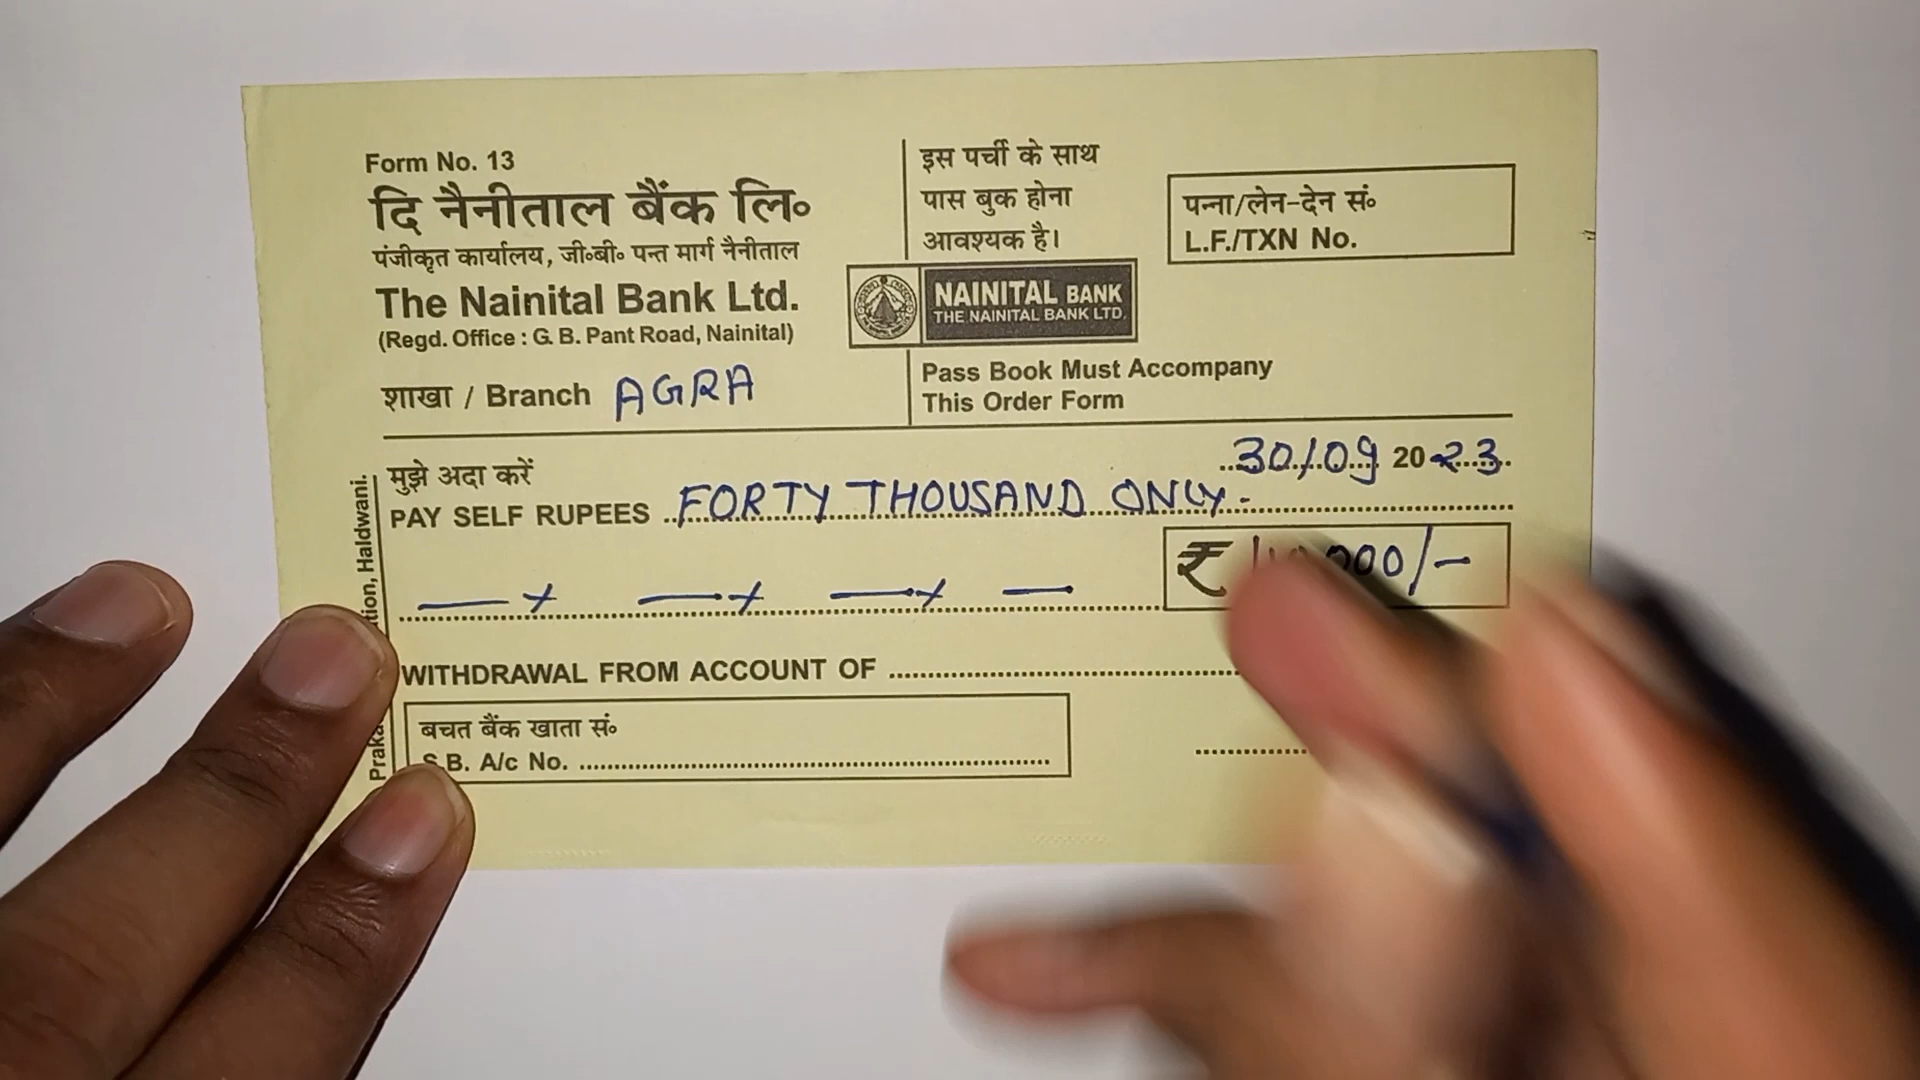 Form No. 13
दि नैनीताल बैंक लि॰
पंजीकृत कार्यालय, जी॰बी॰ पन्त मार्ग नैनीताल
The Nainital Bank Ltd.
(Regd. Office : G. B. Pant Road, Nainital)
शाखा / Branch AGRA
इस पर्ची के साथ
पास बुक होना
आवश्यक है।
NAINITAL BANK
THE NAINITAL BANK LTD.
Pass Book Must Accompany
This Order Form
पन्ना/लेन-देन सं॰
L.F./TXN No.
30/09 2023
मुझे अदा करें
PAY SELF RUPEES FORTY THOUSAND ONLY -
₹ 000/-
WITHDRAWAL FROM ACCOUNT OF
बचत बैंक खाता सं॰
S.B. A/c No.
Haldwani.